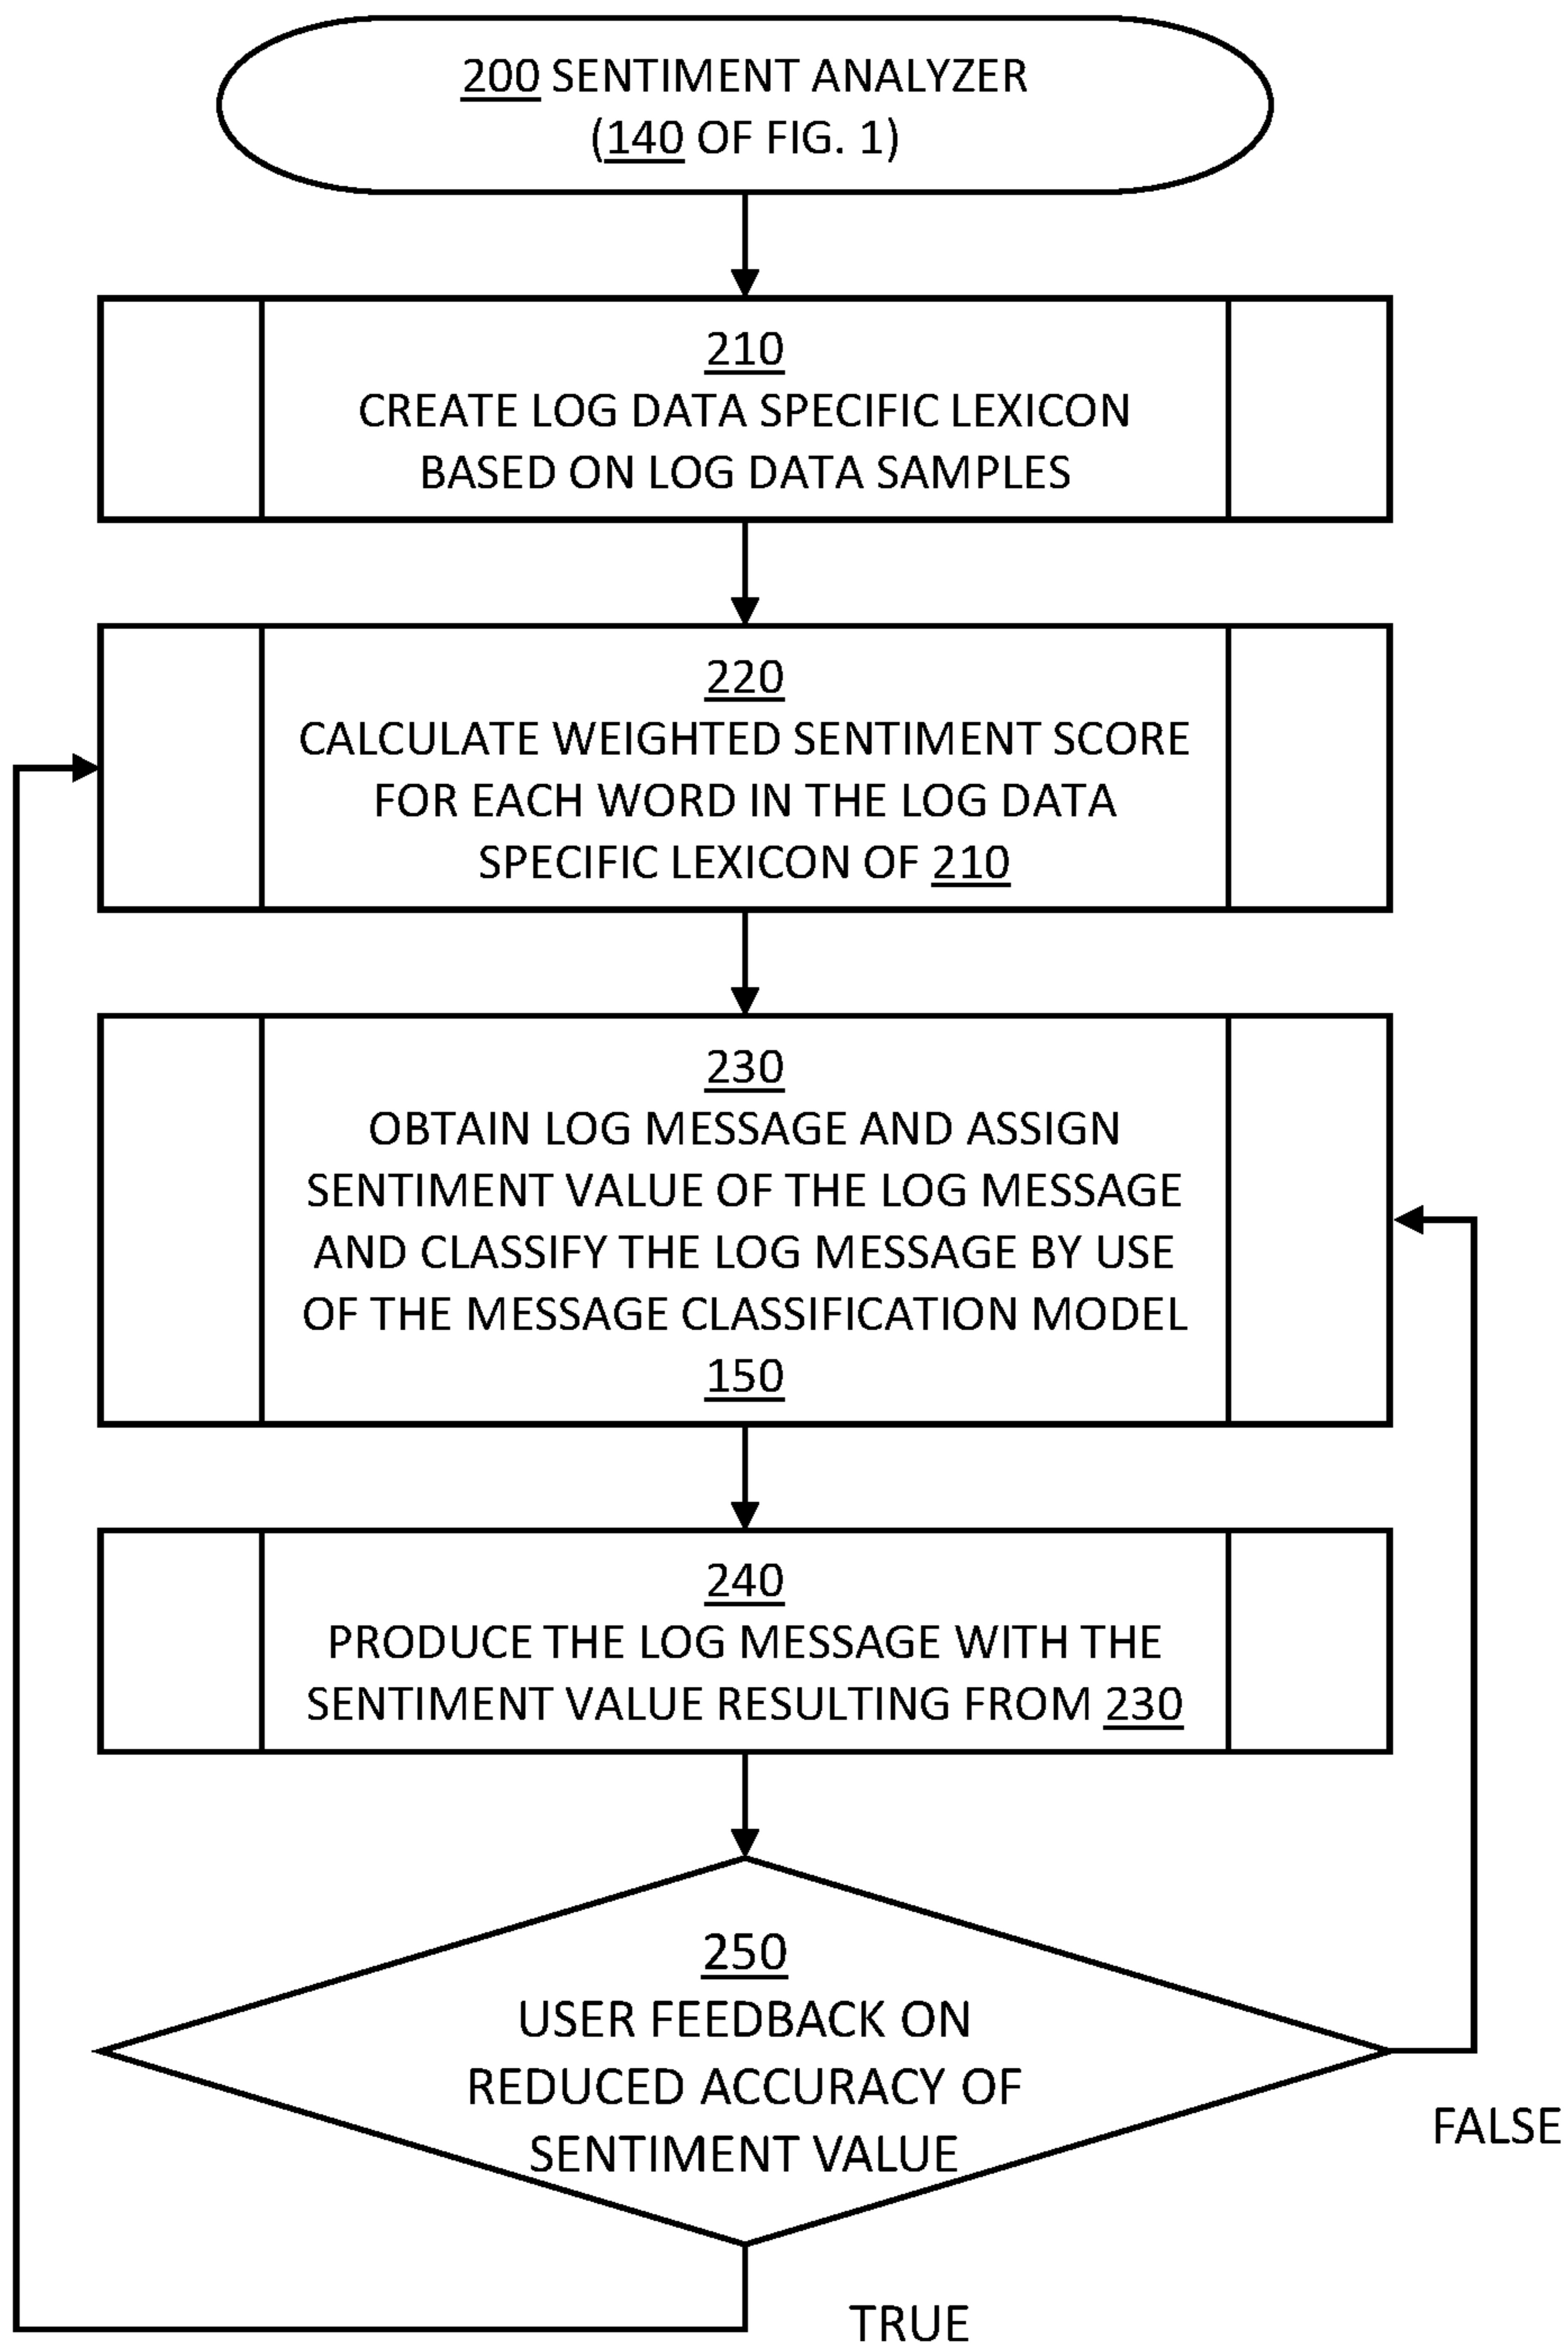 200 SENTIMENT ANALYZER
(140 OF FIG. 1)
210
CREATE LOG DATA SPECIFIC LEXICON
BASED ON LOG DATA SAMPLES
220
CALCULATE WEIGHTED SENTIMENT SCORE
FOR EACH WORD IN THE LOG DATA
SPECIFIC LEXICON OF 210
230
OBTAIN LOG MESSAGE AND ASSIGN
SENTIMENT VALUE OF THE LOG MESSAGE
AND CLASSIFY THE LOG MESSAGE BY USE
OF THE MESSAGE CLASSIFICATION MODEL
150
240
PRODUCE THE LOG MESSAGE WITH THE
SENTIMENT VALUE RESULTING FROM 230
250
USER FEEDBACK ON
REDUCED ACCURACY OF
SENTIMENT VALUE
FALSE
TRUE